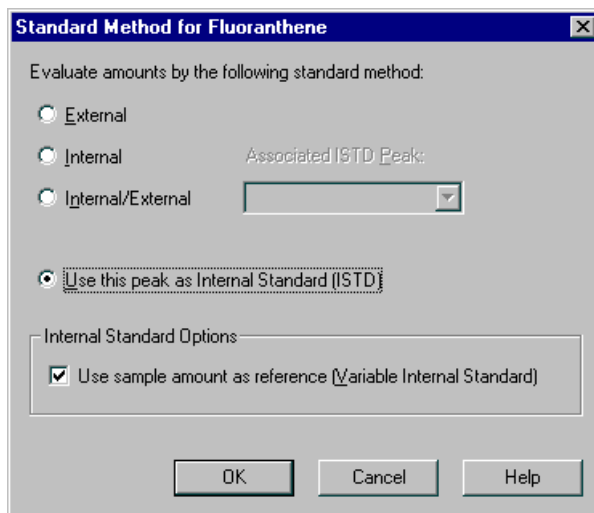 Standard Method for Fluoranthene
Evaluate amounts by the following standard method:
External
Internal
Associated ISTD Peak:
Internal/External
Use this peak as Internal Standard (ISTD)
Internal Standard Options
Use sample amount as reference (Variable Internal Standard)
OK Cancel Help